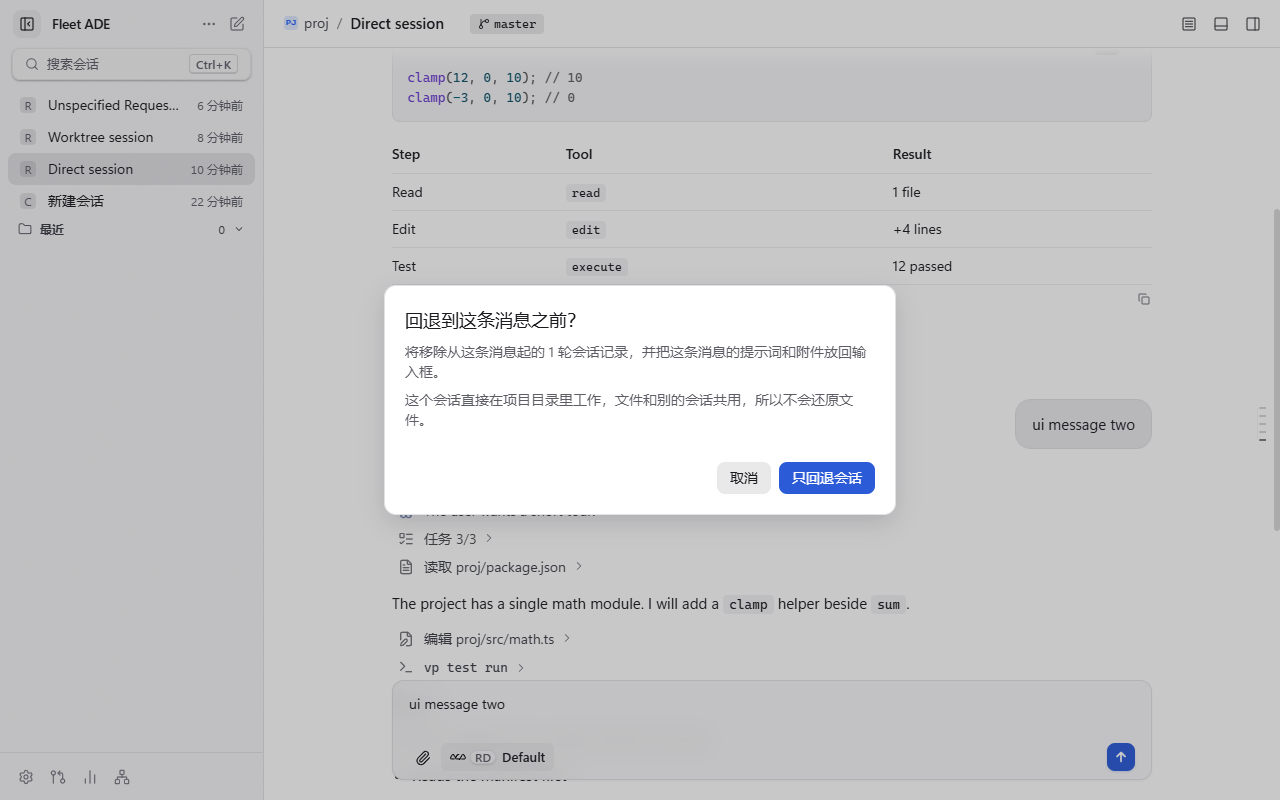 Fleet ADE
搜索会话
Ctrl+K
R Unspecified Reques... 6 分钟前
R Worktree session 8 分钟前
R Direct session 10 分钟前
C 新建会话 22 分钟前
最近 0
PJ proj / Direct session master
clamp(12, 0, 10); // 10
clamp(-3, 0, 10); // 0
Step Tool Result
Read read 1 file
Edit edit +4 lines
Test execute 12 passed
回退到这条消息之前？
将移除从这条消息起的 1 轮会话记录，并把这条消息的提示词和附件放回输
入框。
这个会话直接在项目目录里工作，文件和别的会话共用，所以不会还原文
件。
取消 只回退会话
ui message two
任务 3/3
读取 proj/package.json
The project has a single math module. I will add a clamp helper beside sum.
编辑 proj/src/math.ts
vp test run
ui message two
RD Default